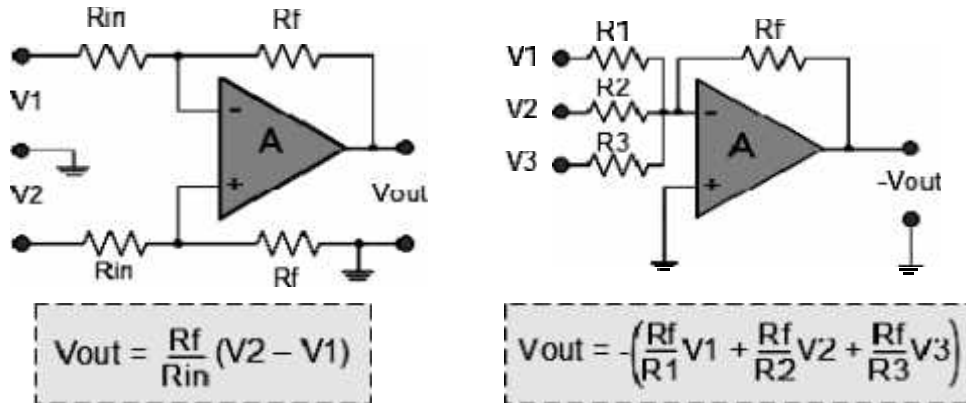 Rin Rf
V1
A
-
+
V2
Vout
Rin Rf
Vout = Rf/Rin (V2 – V1)
V1 R1 Rf
V2 R2
V3 R3
-
A
+
-Vout
Vout = -(Rf/R1 V1 + Rf/R2 V2 + Rf/R3 V3)